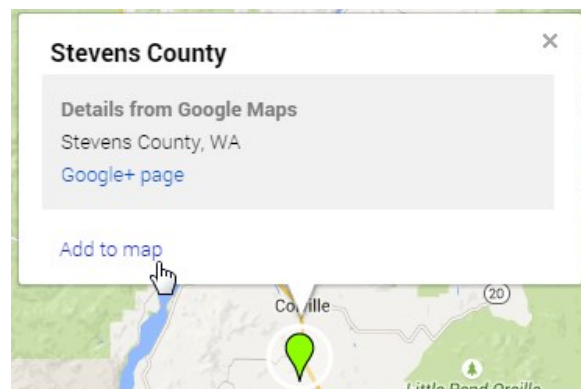 Stevens County
Details from Google Maps
Stevens County, WA
Google+ page
Add to map
20